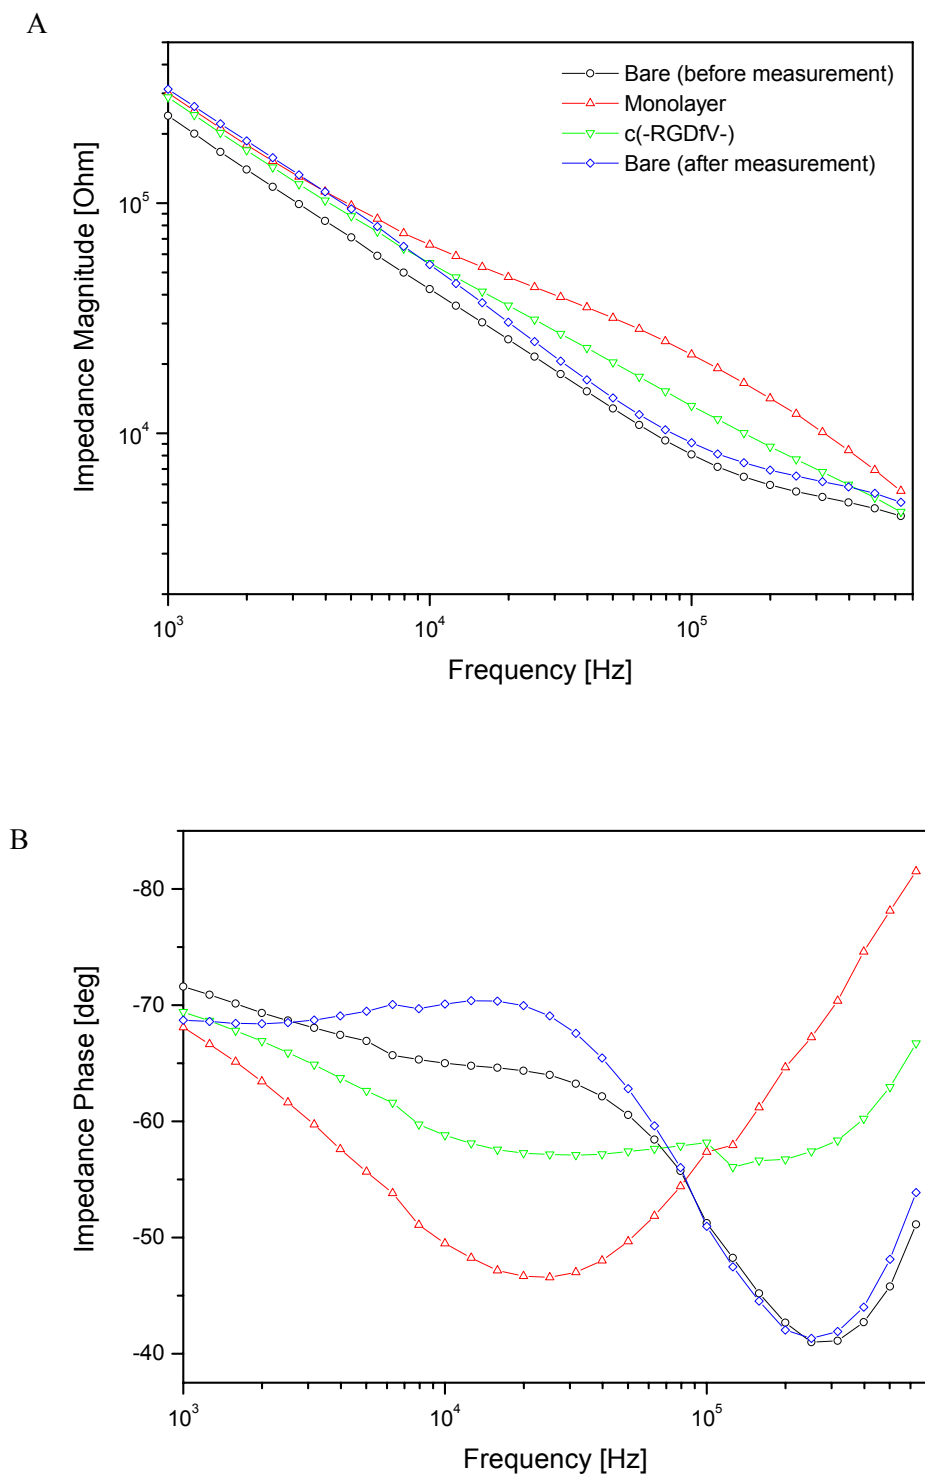 A
Bare (before measurement)
Monolayer
c(-RGDfV-)
Bare (after measurement)
Impedance Magnitude [Ohm]
10^5
10^4
10^3 10^4 10^5
Frequency [Hz]
B
Impedance Phase [deg]
-80
-70
-60
-50
-40
10^3 10^4 10^5
Frequency [Hz]